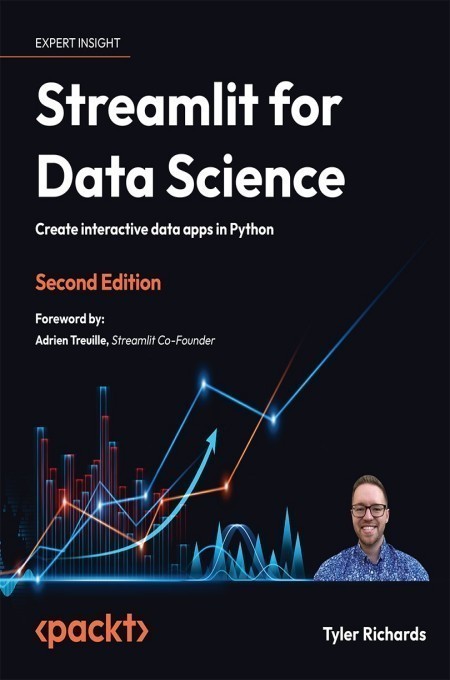 EXPERT INSIGHT
Streamlit for
Data Science
Create interactive data apps in Python
Second Edition
Foreword by:
Adrien Treuille, Streamlit Co-Founder
<packt>
Tyler Richards